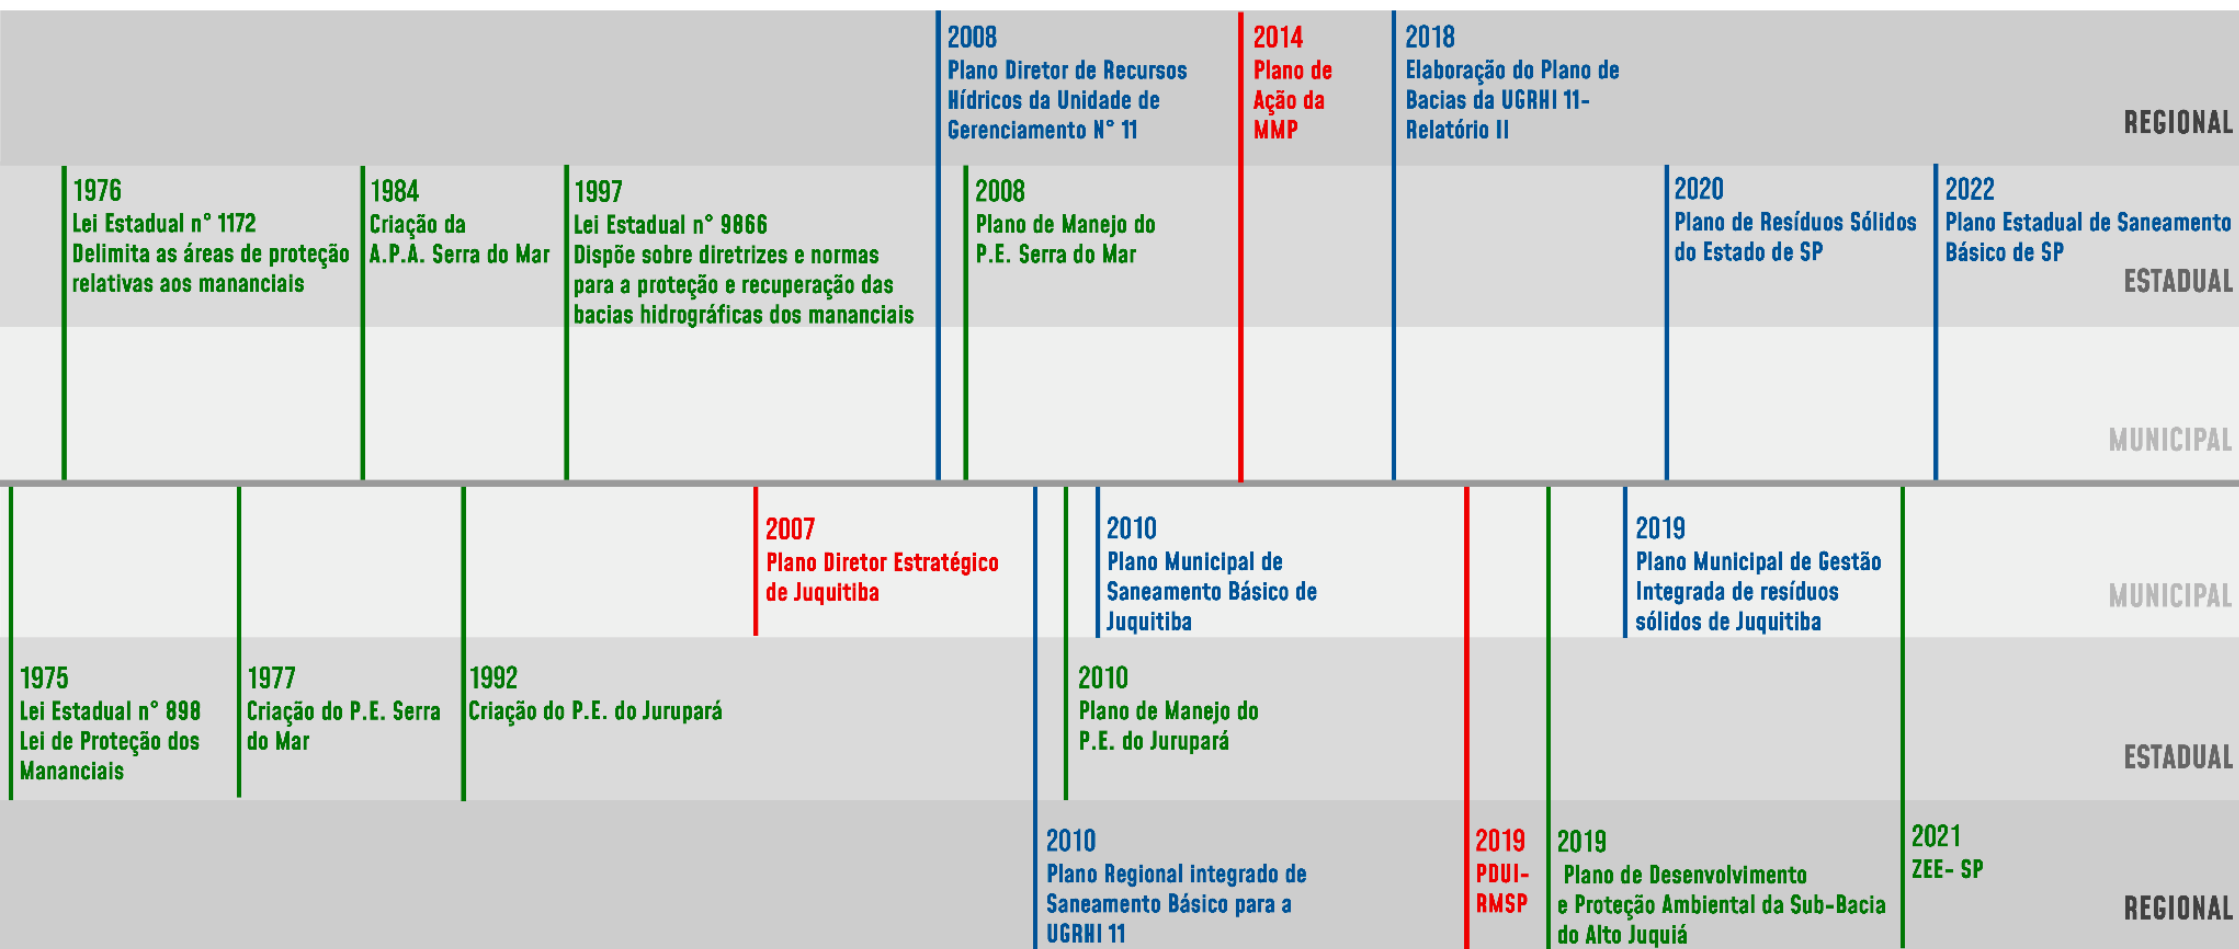 2008
Plano Diretor de Recursos
Hídricos da Unidade de
Gerenciamento N° 11
2014
Plano de
Ação da
MMP
2018
Elaboração do Plano de
Bacias da UGRHI 11-
Relatório II
REGIONAL
1976
Lei Estadual n° 1172
Delimita as áreas de proteção
relativas aos mananciais
1984
Criação da
A.P.A. Serra do Mar
1997
Lei Estadual n° 9866
Dispõe sobre diretrizes e normas
para a proteção e recuperação das
bacias hidrográficas dos mananciais
2008
Plano de Manejo do
P.E. Serra do Mar
2020
Plano de Resíduos Sólidos
do Estado de SP
2022
Plano Estadual de Saneamento
Básico de SP
ESTADUAL
MUNICIPAL
2007
Plano Diretor Estratégico
de Juquitiba
2010
Plano Municipal de
Saneamento Básico de
Juquitiba
2019
Plano Municipal de Gestão
Integrada de resíduos
sólidos de Juquitiba
MUNICIPAL
1975
Lei Estadual n° 898
Lei de Proteção dos
Mananciais
1977
Criação do P.E. Serra
do Mar
1992
Criação do P.E. do Jurupará
2010
Plano de Manejo do
P.E. do Jurupará
ESTADUAL
2010
Plano Regional integrado de
Saneamento Básico para a
UGRHI 11
2019
PDUI-
RMSP
2019
Plano de Desenvolvimento
e Proteção Ambiental da Sub-Bacia
do Alto Juquiá
2021
ZEE- SP
REGIONAL